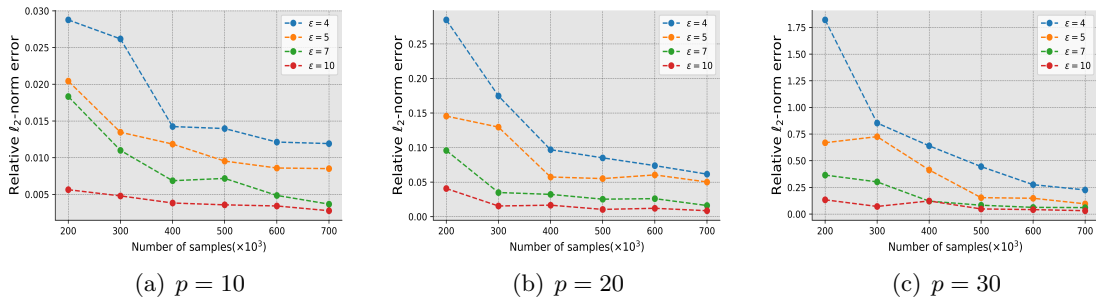 0.030
0.025
0.020
0.015
0.010
0.005
Relative ℓ₂-norm error
ε = 4
ε = 5
ε = 7
ε = 10
200 300 400 500 600 700
Number of samples(×10³)
(a) p = 10
0.25
0.20
0.15
0.10
0.05
0.00
Relative ℓ₂-norm error
ε = 4
ε = 5
ε = 7
ε = 10
200 300 400 500 600 700
Number of samples(×10³)
(b) p = 20
1.75
1.50
1.25
1.00
0.75
0.50
0.25
0.00
Relative ℓ₂-norm error
ε = 4
ε = 5
ε = 7
ε = 10
200 300 400 500 600 700
Number of samples(×10³)
(c) p = 30